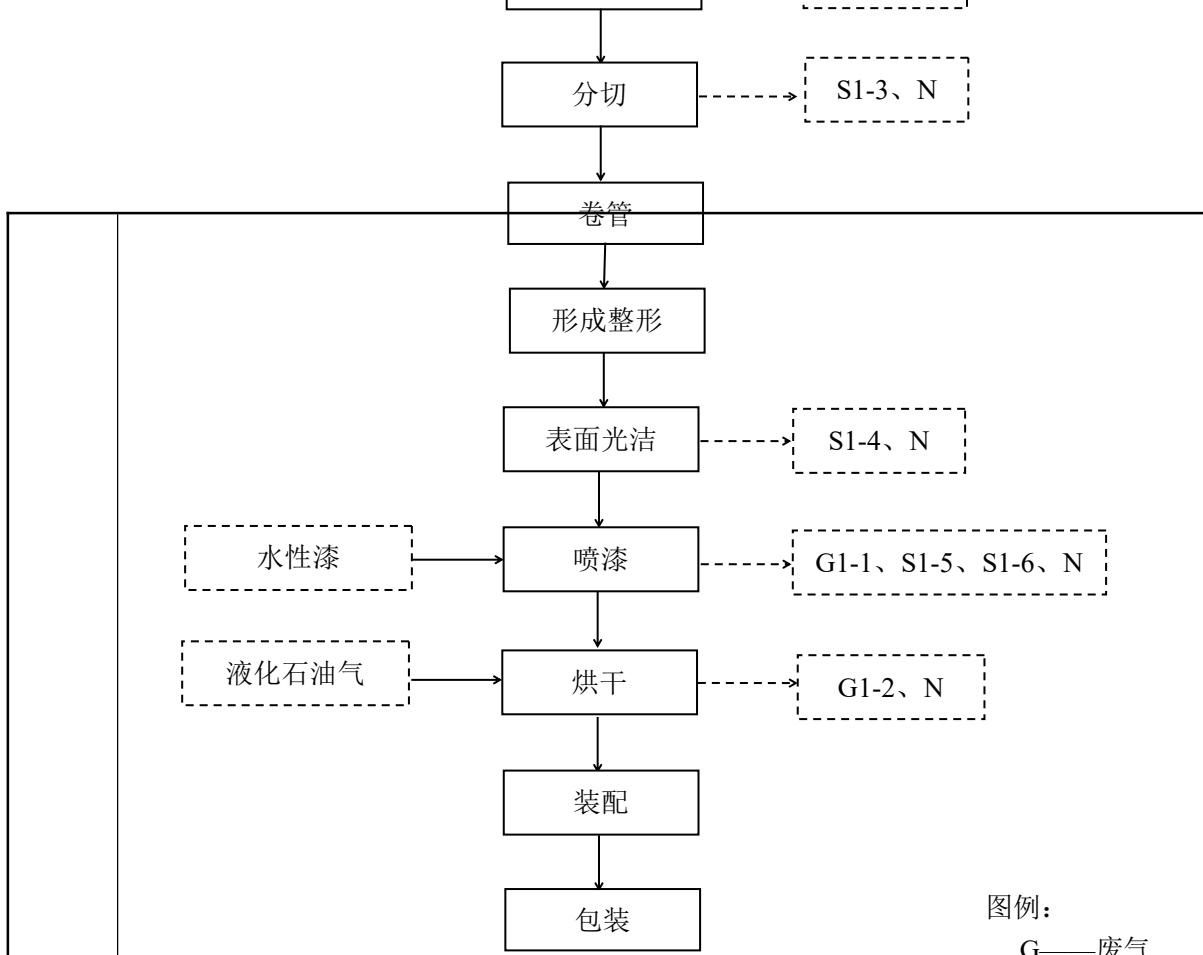 分切
S1-3、N
卷管
形成整形
表面光洁
S1-4、N
水性漆
喷漆
G1-1、S1-5、S1-6、N
液化石油气
烘干
G1-2、N
装配
包装
图例：
G——废气